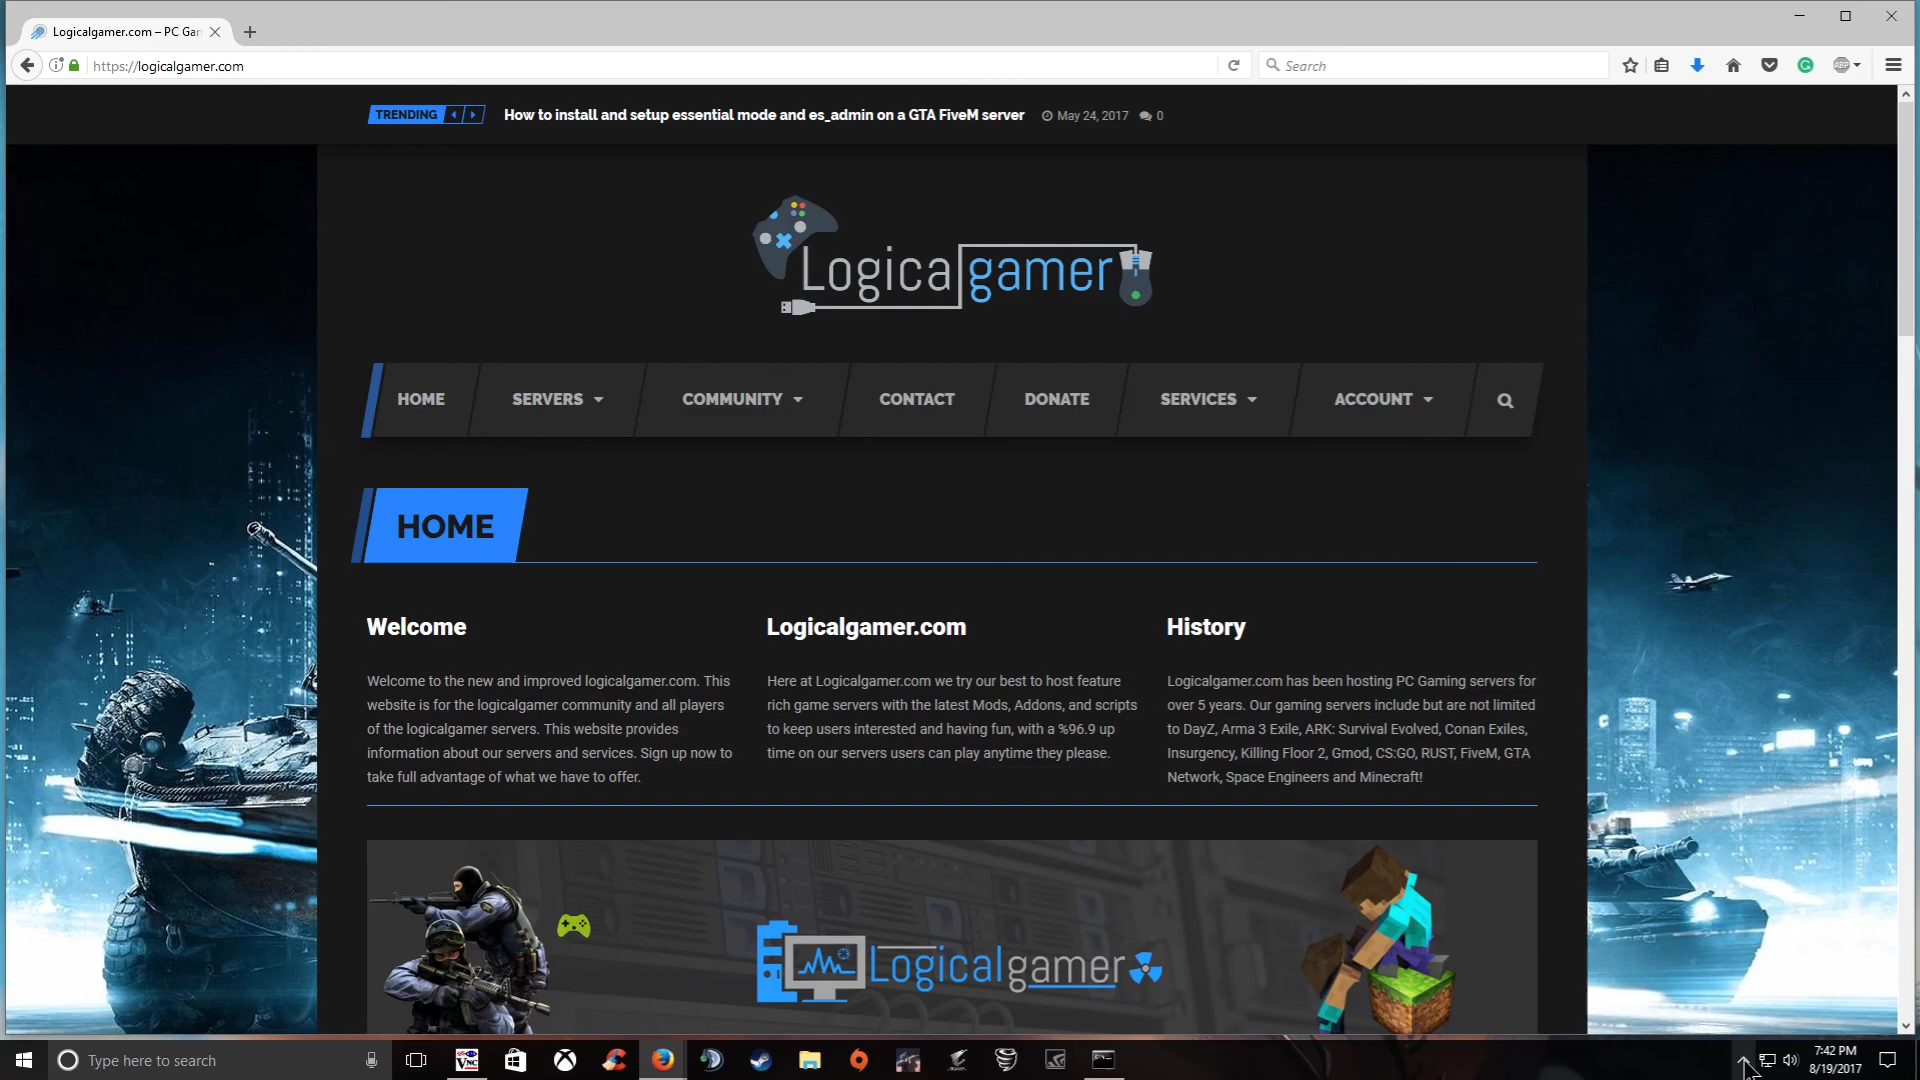 Logicalgamer.com – PC Gan
https://logicalgamer.com
Search
ABP
TRENDING
How to install and setup essential mode and es_admin on a GTA FiveM server
May 24, 2017
0
Logicalgamer
HOME
SERVERS
COMMUNITY
CONTACT
DONATE
SERVICES
ACCOUNT
HOME
Welcome
Welcome to the new and improved logicalgamer.com. This
website is for the logicalgamer community and all players
of the logicalgamer servers. This website provides
information about our servers and services. Sign up now to
take full advantage of what we have to offer.
Logicalgamer.com
Here at Logicalgamer.com we try our best to host feature
rich game servers with the latest Mods, Addons, and scripts
to keep users interested and having fun, with a %96.9 up
time on our servers users can play anytime they please.
History
Logicalgamer.com has been hosting PC Gaming servers for
over 5 years. Our gaming servers include but are not limited
to DayZ, Arma 3 Exile, ARK: Survival Evolved, Conan Exiles,
Insurgency, Killing Floor 2, Gmod, CS:GO, RUST, FiveM, GTA
Network, Space Engineers and Minecraft!
Logicalgamer
Type here to search
VNC
7:42 PM
8/19/2017